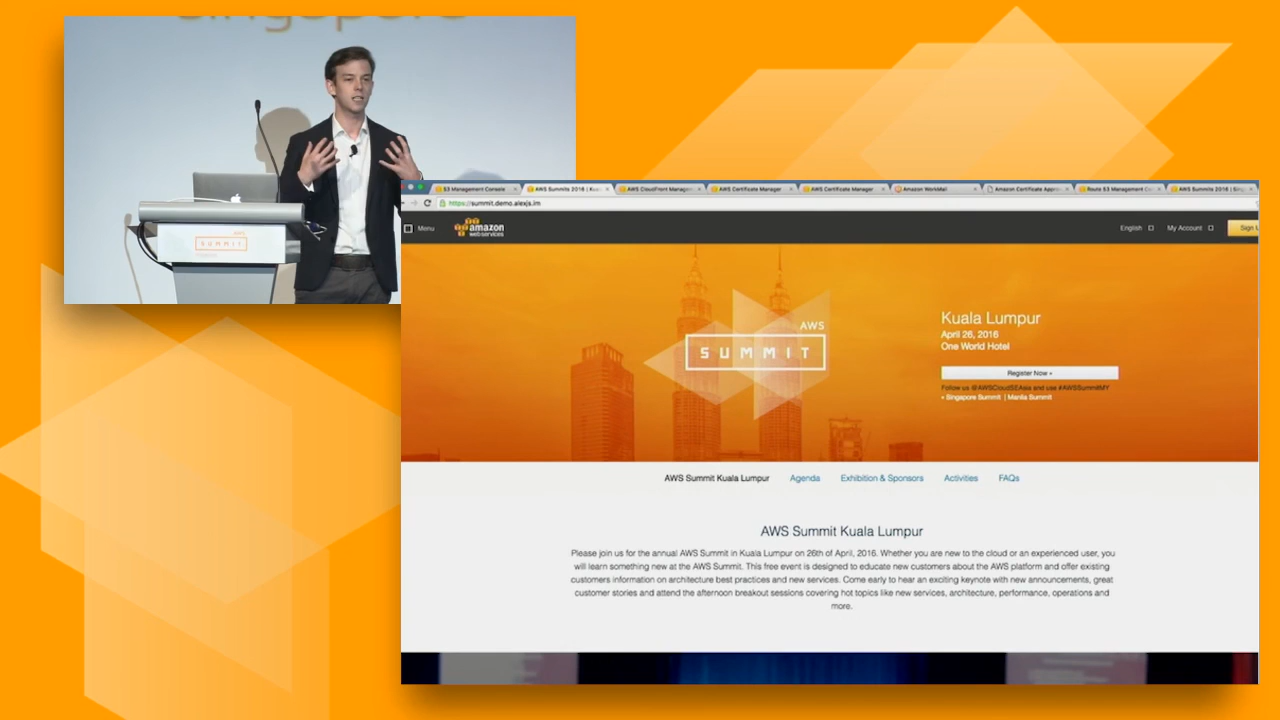 Singapore
AWS
SUMMIT
S3 Management Console
AWS Summits 2016 | Kua
AWS CloudFront Managem
AWS Certificate Manager
AWS Certificate Manager
Amazon WorkMail
Amazon Certificate Approv
Route 53 Management Co
AWS Summits 2016 | Sing
https://summit.demo.alexjs.im
Menu
amazon
web services
English
My Account
Sign U
Kuala Lumpur
April 26, 2016
One World Hotel
AWS
SUMMIT
Register Now »
Follow us @AWSCloudSEAsia and use #AWSSummitMY
• Singapore Summit | Manila Summit
AWS Summit Kuala Lumpur Agenda Exhibition & Sponsors Activities FAQs
AWS Summit Kuala Lumpur
Please join us for the annual AWS Summit in Kuala Lumpur on 26th of April, 2016. Whether you are new to the cloud or an experienced user, you
will learn something new at the AWS Summit. This free event is designed to educate new customers about the AWS platform and offer existing
customers information on architecture best practices and new services. Come early to hear an exciting keynote with new announcements, great
customer stories and attend the afternoon breakout sessions covering hot topics like new services, architecture, performance, operations and
more.